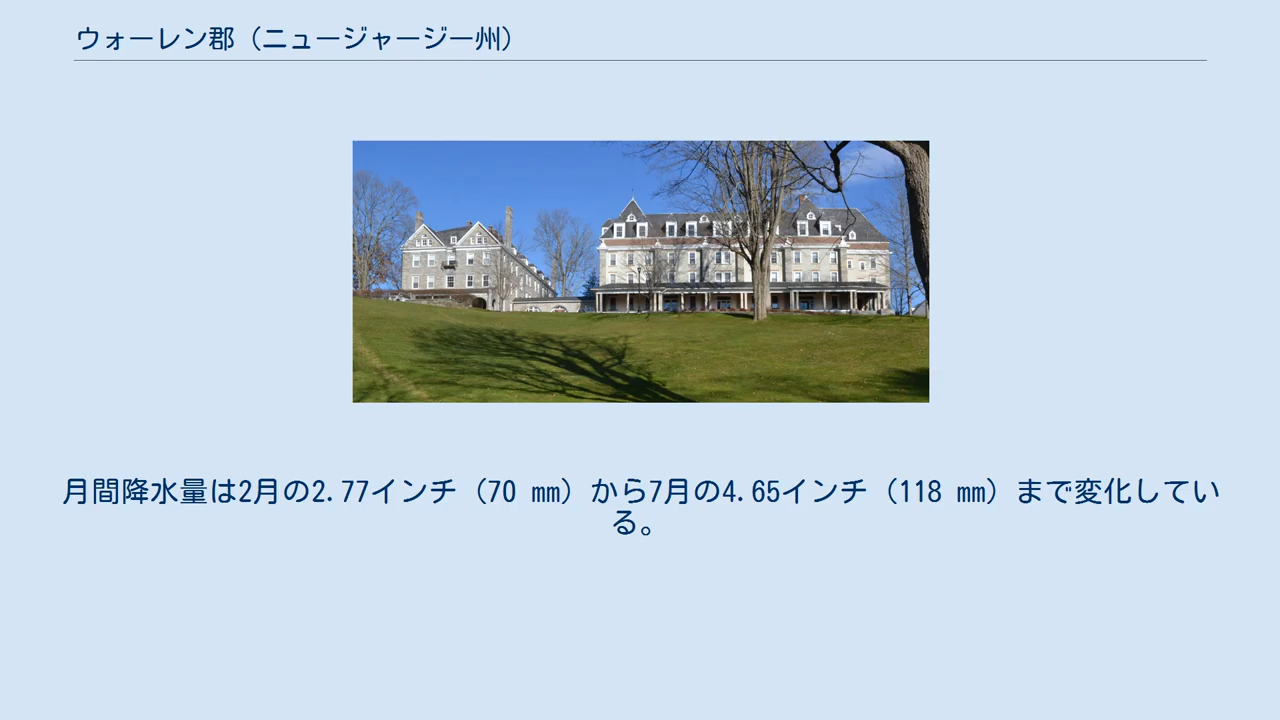 ウォーレン郡（ニュージャージー州）
月間降水量は2月の2.77インチ（70 mm）から7月の4.65インチ（118 mm）まで変化してい
る。